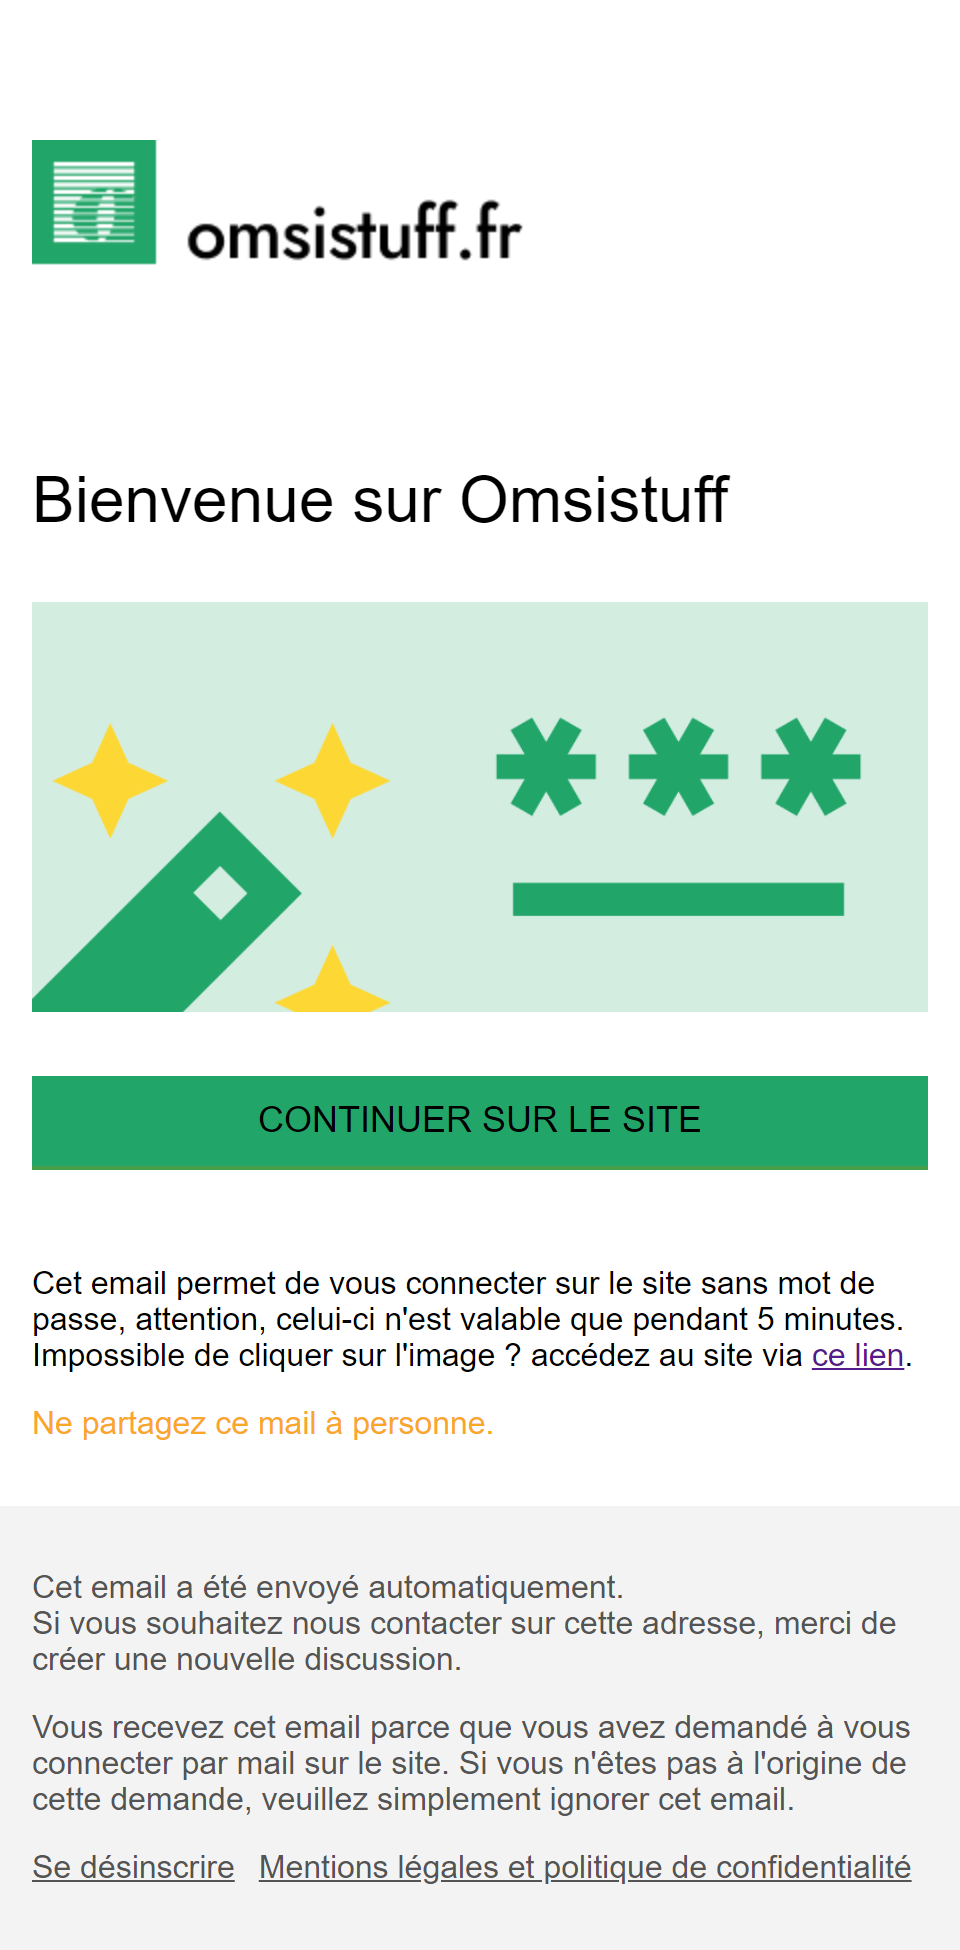 omsistuff.fr
Bienvenue sur Omsistuff
***
CONTINUER SUR LE SITE
Cet email permet de vous connecter sur le site sans mot de
passe, attention, celui-ci n'est valable que pendant 5 minutes.
Impossible de cliquer sur l'image ? accédez au site via ce lien.
Ne partagez ce mail à personne.
Cet email a été envoyé automatiquement.
Si vous souhaitez nous contacter sur cette adresse, merci de
créer une nouvelle discussion.
Vous recevez cet email parce que vous avez demandé à vous
connecter par mail sur le site. Si vous n'êtes pas à l'origine de
cette demande, veuillez simplement ignorer cet email.
Se désinscrire Mentions légales et politique de confidentialité